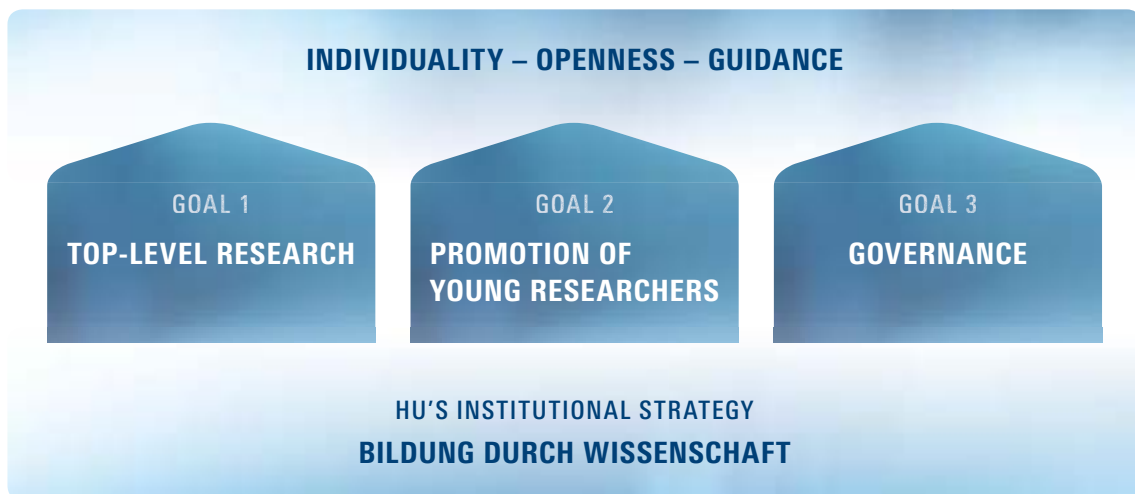 INDIVIDUALITY – OPENNESS – GUIDANCE
GOAL 1
TOP-LEVEL RESEARCH
GOAL 2
PROMOTION OF
YOUNG RESEARCHERS
GOAL 3
GOVERNANCE
HU'S INSTITUTIONAL STRATEGY
BILDUNG DURCH WISSENSCHAFT